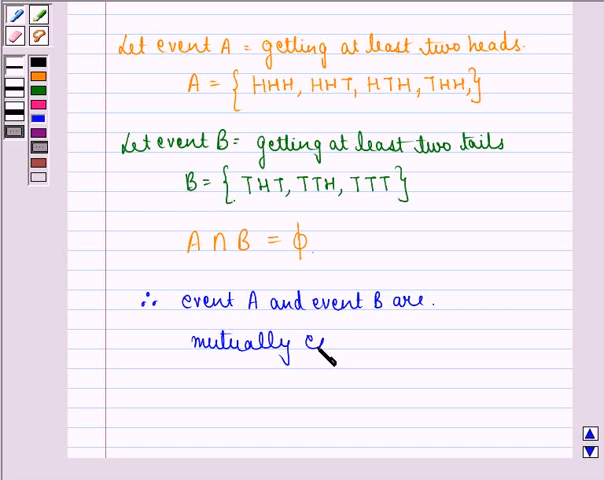 Let event A = getting at least two heads.
A = { HHH, HHT, HTH, THH, }
Let event B = getting at least two tails
B = { THT, TTH, TTT }
A ∩ B = ϕ.
∴ event A and event B are.
mutually